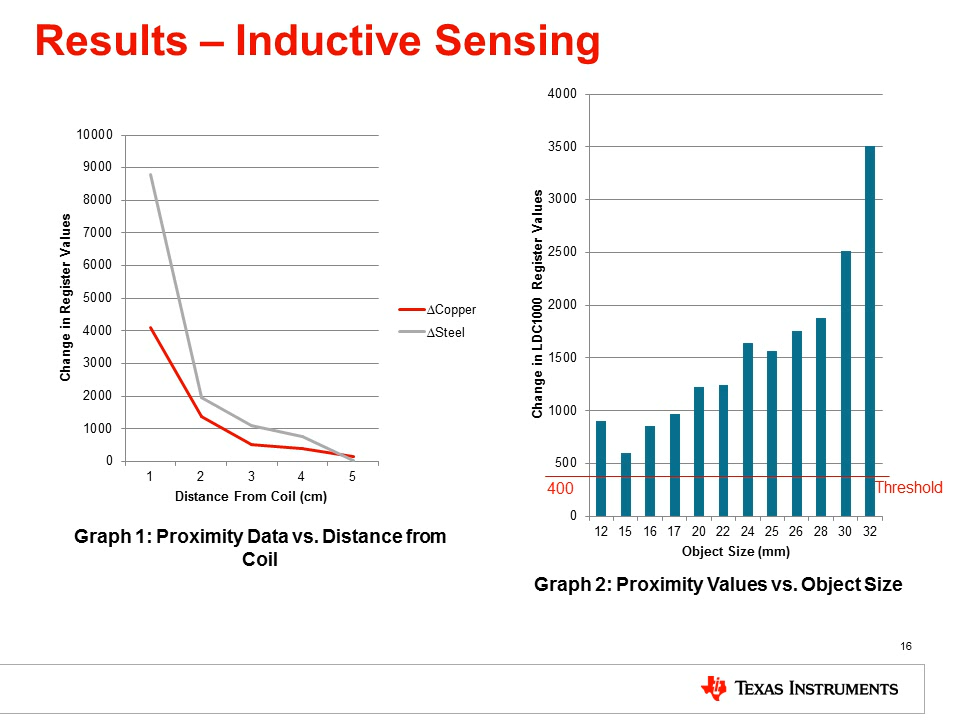 Results – Inductive Sensing
10000
9000
8000
7000
6000
5000
4000
3000
2000
1000
0
Change in Register Values
1 2 3 4 5
Distance From Coil (cm)
∆Copper
∆Steel
Graph 1: Proximity Data vs. Distance from
Coil
4000
3500
3000
2500
2000
1500
1000
500
0
Change in LDC1000 Register Values
400
Threshold
12 15 16 17 20 22 24 25 26 28 30 32
Object Size (mm)
Graph 2: Proximity Values vs. Object Size
16
TEXAS INSTRUMENTS